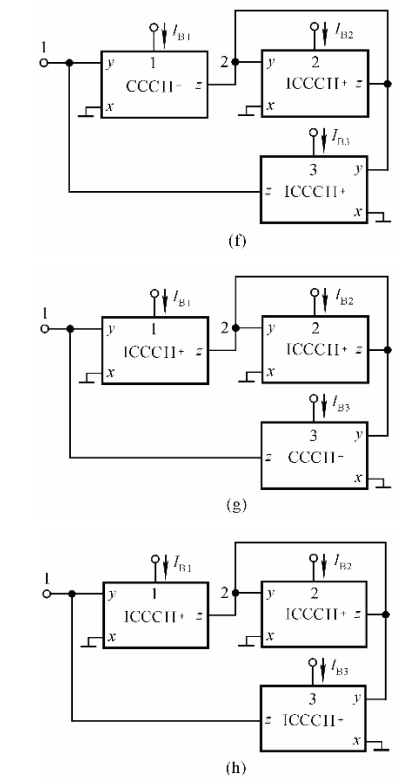 1
I_B1
I_B2
y 1 z
CCCII−
x
2
y 2
ICCCII+ z
x
I_B3
3 y
z ICCCII+
x
(f)
1
I_B1
I_B2
y 1
ICCCII+ z
x
2
y 2
ICCCII+ z
x
I_B3
3 y
z CCCII−
x
(g)
1
I_B1
I_B2
y 1
ICCCII+ z
x
2
y 2
ICCCII+ z
x
I_B3
3 y
z ICCCII+
x
(h)